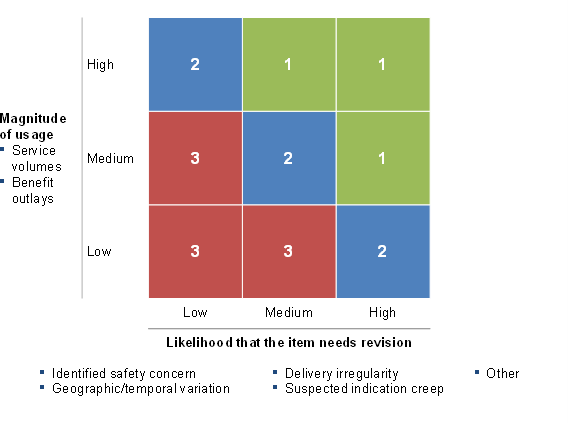 High 2 1 1
Magnitude
of usage
▪ Service
volumes
▪ Benefit
outlays
Medium 3 2 1
Low 3 3 2
Low Medium High
Likelihood that the item needs revision
▪ Identified safety concern ▪ Delivery irregularity ▪ Other
▪ Geographic/temporal variation ▪ Suspected indication creep